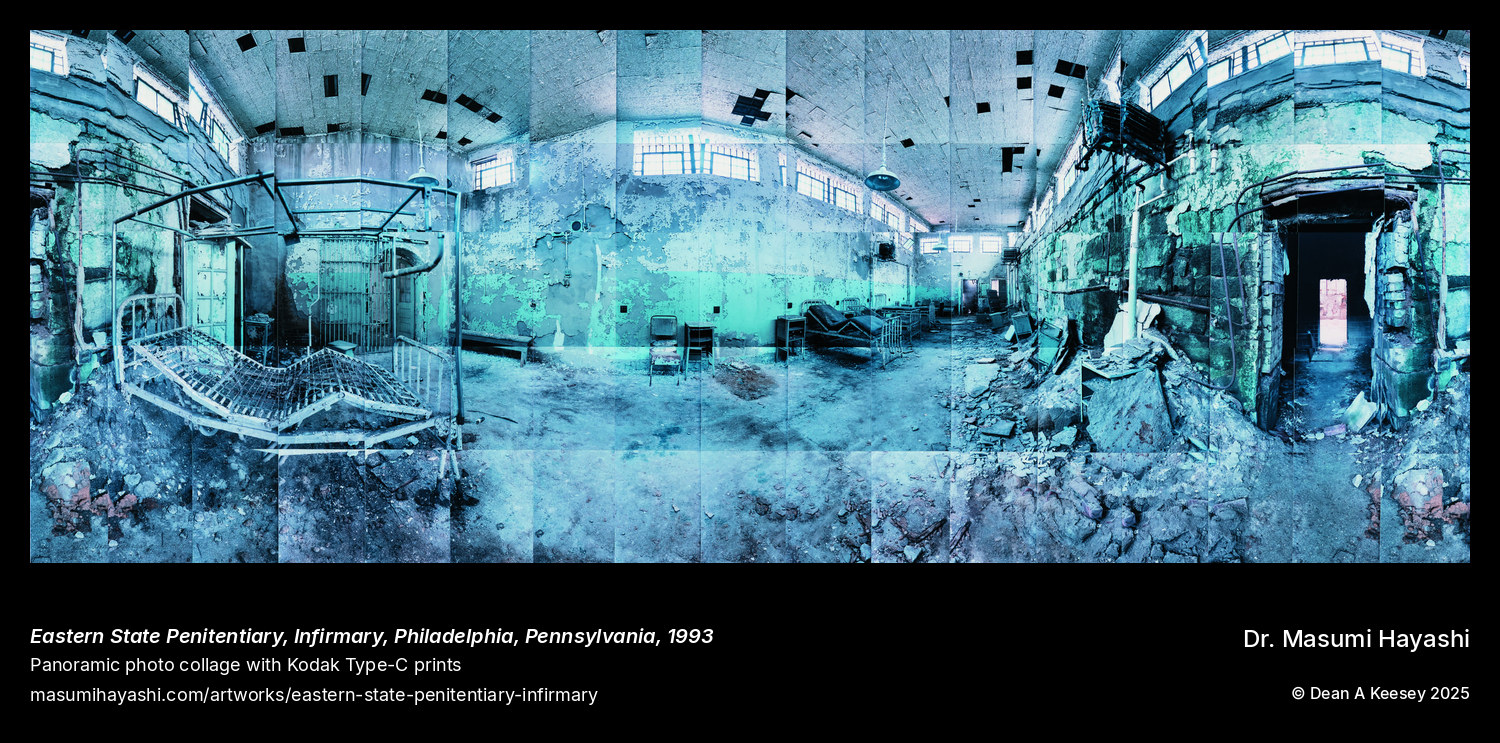 Eastern State Penitentiary, Infirmary, Philadelphia, Pennsylvania, 1993
Panoramic photo collage with Kodak Type-C prints
masumihayashi.com/artworks/eastern-state-penitentiary-infirmary
Dr. Masumi Hayashi
© Dean A Keesey 2025